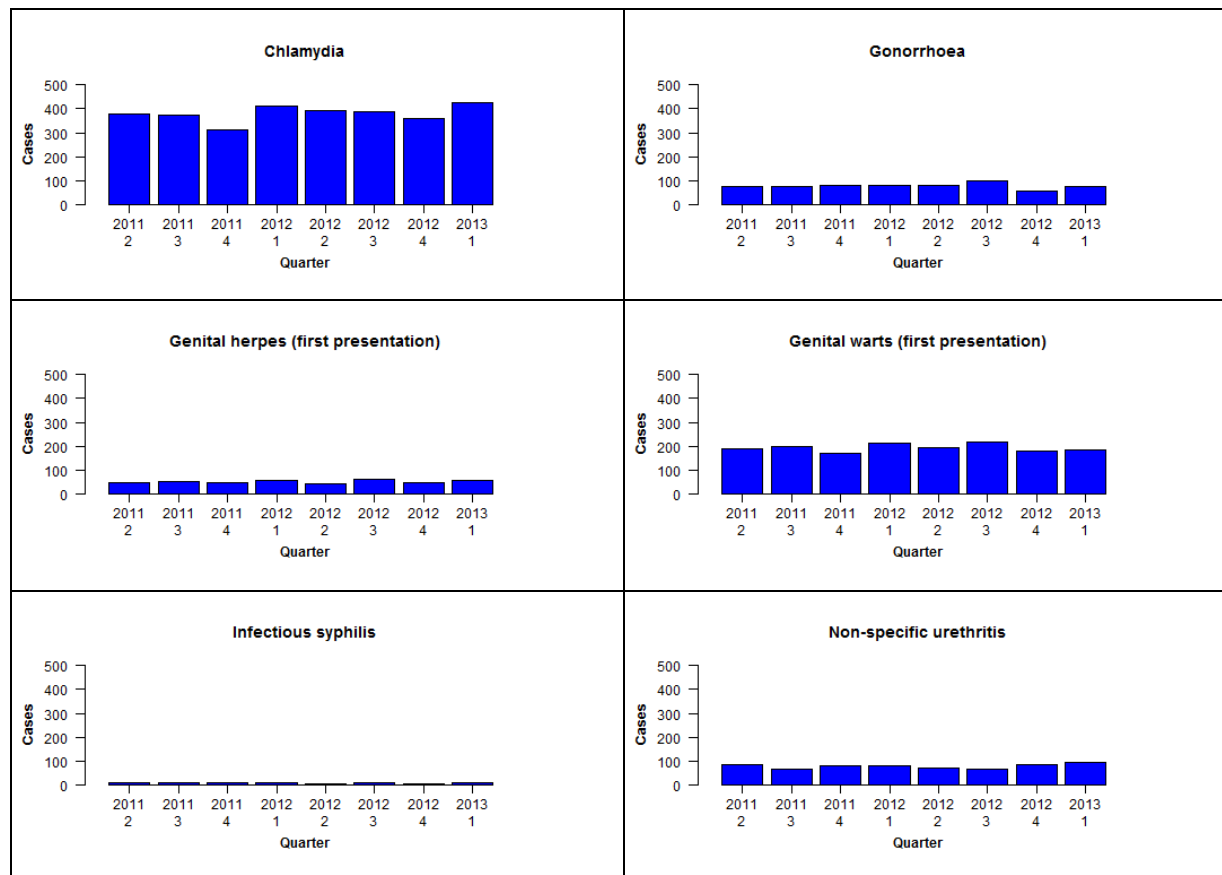 Chlamydia
500
400
300
200
100
0
Cases
2011 2011 2011 2012 2012 2012 2012 2013
2 3 4 1 2 3 4 1
Quarter
Gonorrhoea
500
400
300
200
100
0
Cases
2011 2011 2011 2012 2012 2012 2012 2013
2 3 4 1 2 3 4 1
Quarter
Genital herpes (first presentation)
500
400
300
200
100
0
Cases
2011 2011 2011 2012 2012 2012 2012 2013
2 3 4 1 2 3 4 1
Quarter
Genital warts (first presentation)
500
400
300
200
100
0
Cases
2011 2011 2011 2012 2012 2012 2012 2013
2 3 4 1 2 3 4 1
Quarter
Infectious syphilis
500
400
300
200
100
0
Cases
2011 2011 2011 2012 2012 2012 2012 2013
2 3 4 1 2 3 4 1
Quarter
Non-specific urethritis
500
400
300
200
100
0
Cases
2011 2011 2011 2012 2012 2012 2012 2013
2 3 4 1 2 3 4 1
Quarter